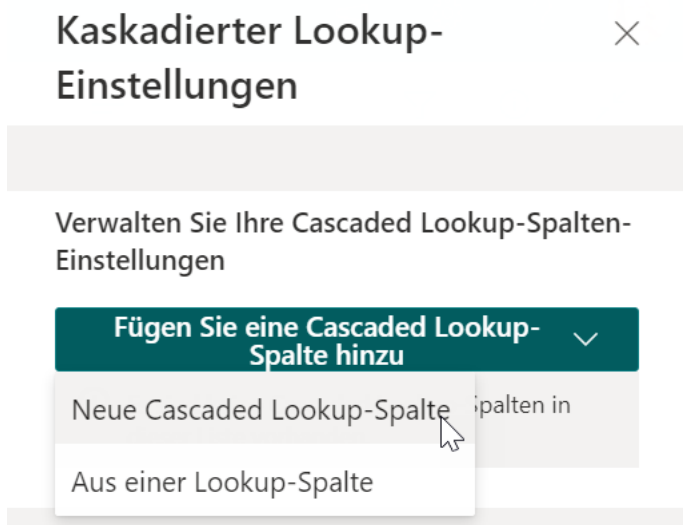 Kaskadierter Lookup-
Einstellungen
Verwalten Sie Ihre Cascaded Lookup-Spalten-
Einstellungen
Fügen Sie eine Cascaded Lookup-
Spalte hinzu
Neue Cascaded Lookup-Spalte
Spalten in
Aus einer Lookup-Spalte